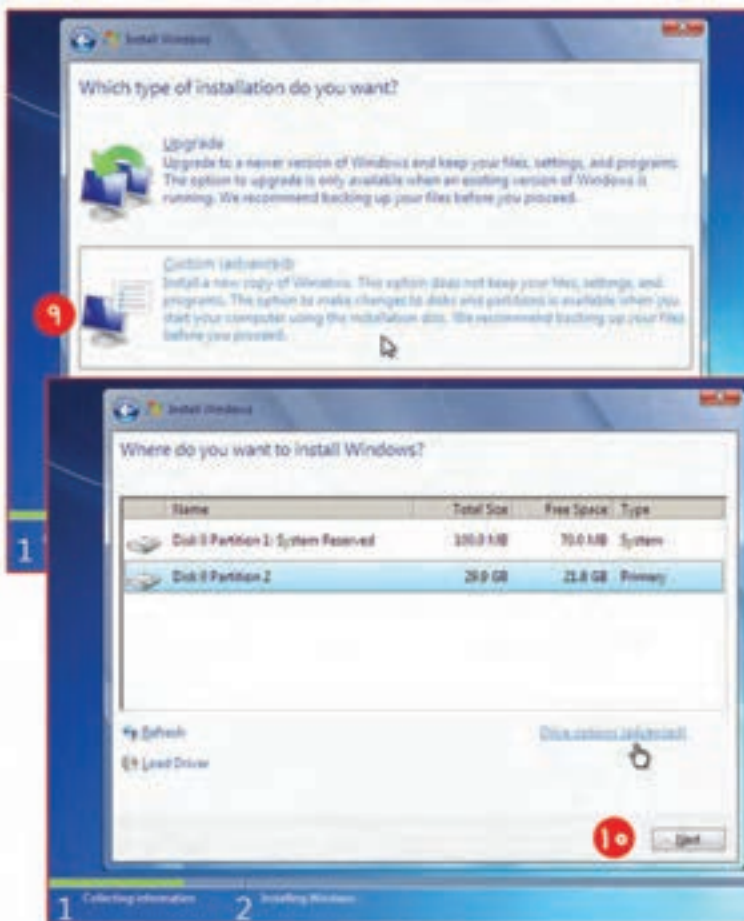 Install Windows
Which type of installation do you want?
Upgrade
Upgrade to a newer version of Windows and keep your files, settings, and programs.
The option to upgrade is only available when an existing version of Windows is
running. We recommend backing up your files before you proceed.
Custom (advanced)
Install a new copy of Windows. This option does not keep your files, settings, and
programs. The option to make changes to disks and partitions is available when you
start your computer using the installation disc. We recommend backing up your files
before you proceed.
۹
1
Install Windows
Where do you want to install Windows?
Name Total Size Free Space Type
Disk 0 Partition 1: System Reserved 100.0 MB 70.0 MB System
Disk 0 Partition 2 29.9 GB 21.8 GB Primary
Refresh
Drive options (advanced)
Load Driver
۱۰
Next
1 Collecting information 2 Installing Windows